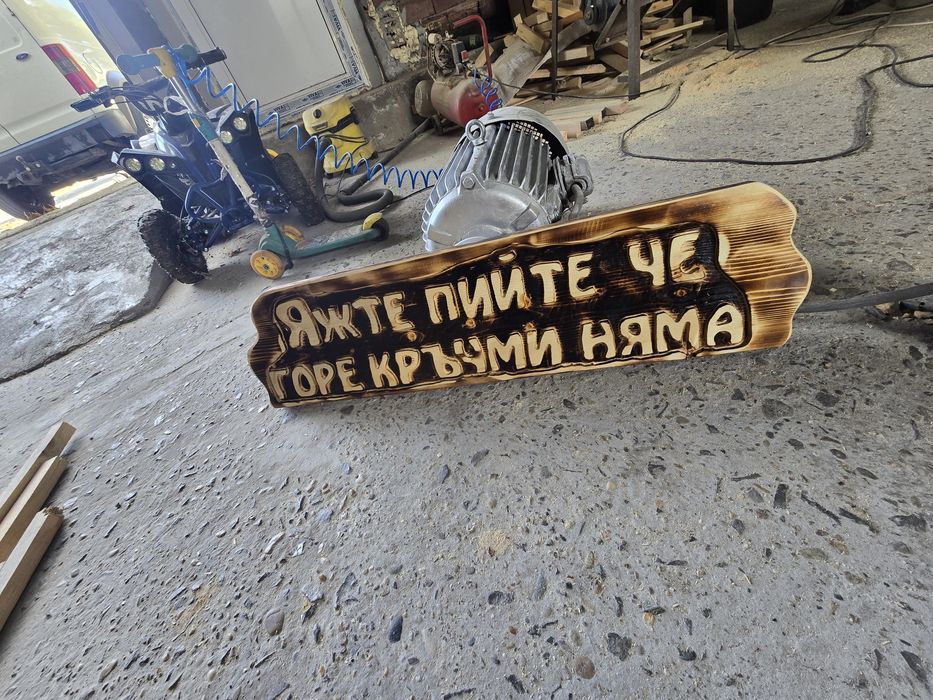 Яжте пийте че
горе кръчми няма